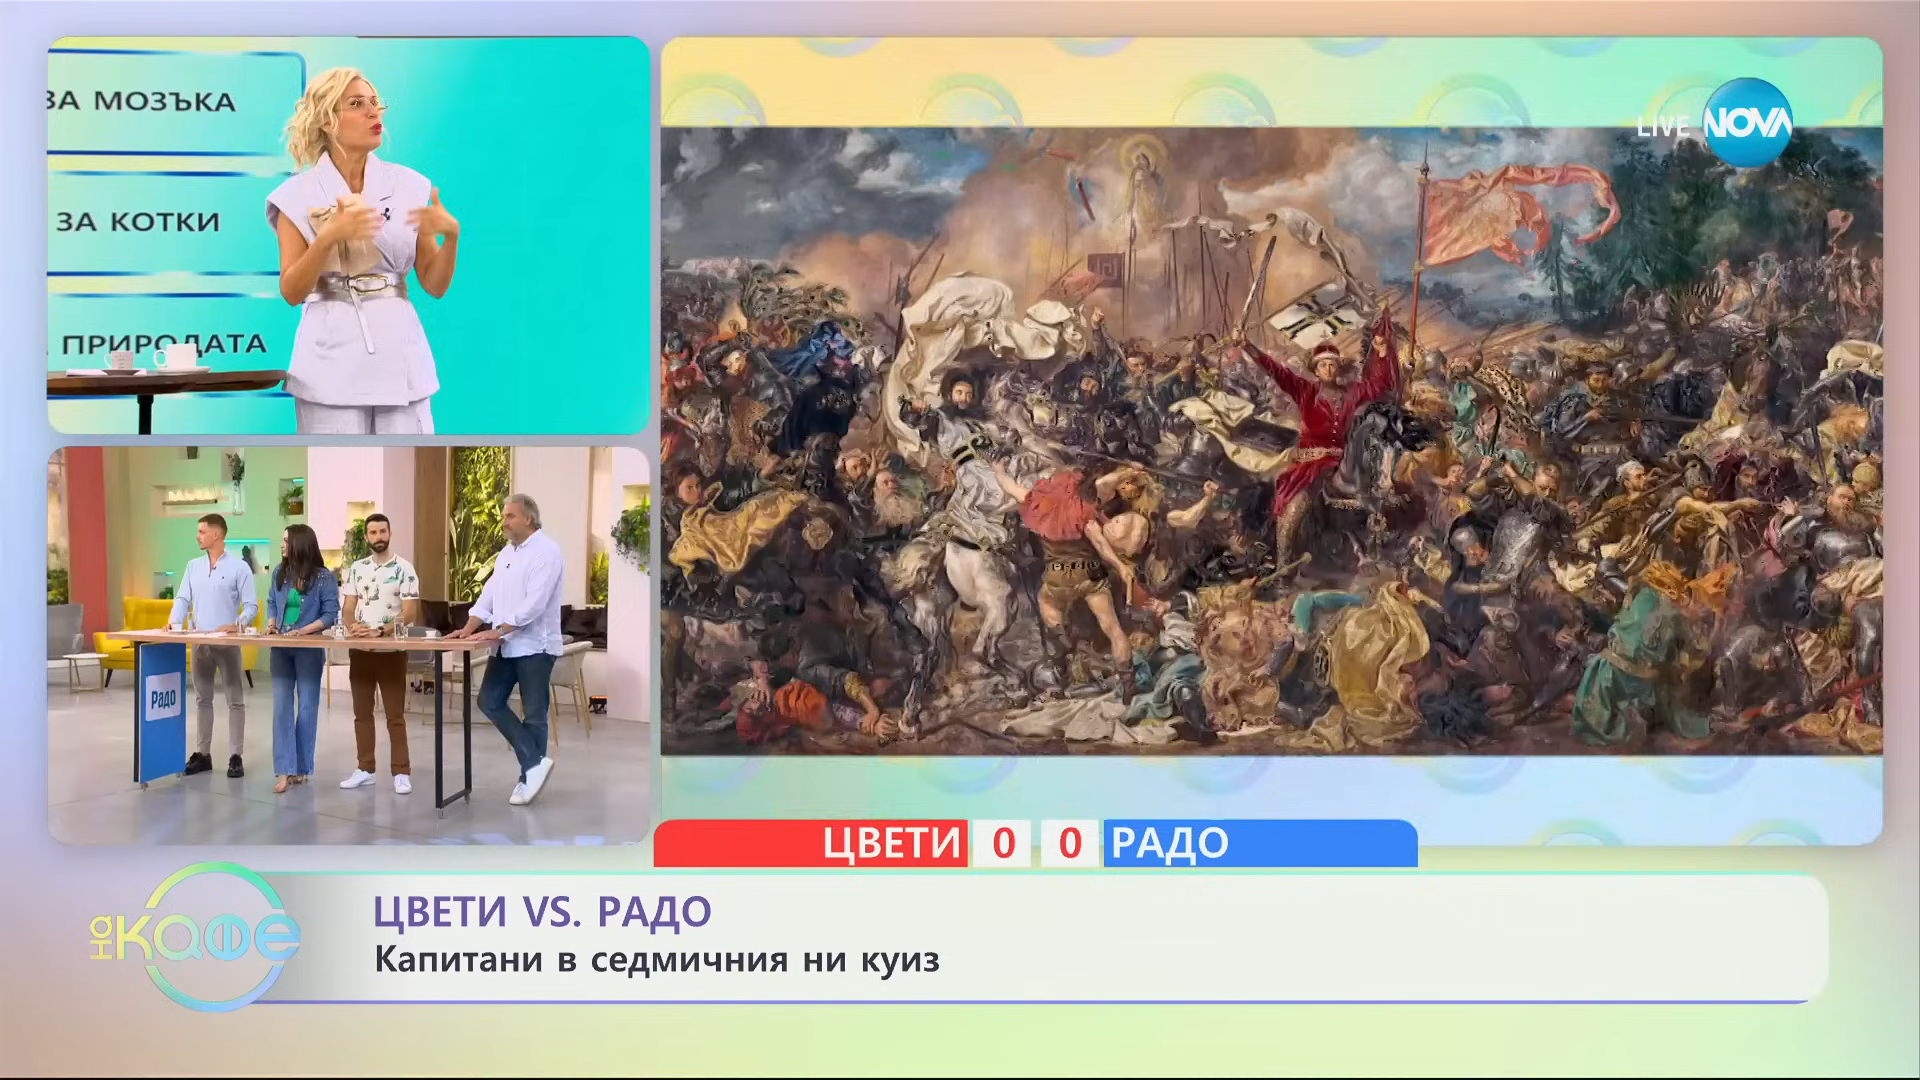 ЗА МОЗЪКА
ЗА КОТКИ
ПРИРОДАТА
LIVE NOVA
Радо
ЦВЕТИ 0 0 РАДО
на кафе
ЦВЕТИ VS. РАДО
Капитани в седмичния ни куиз